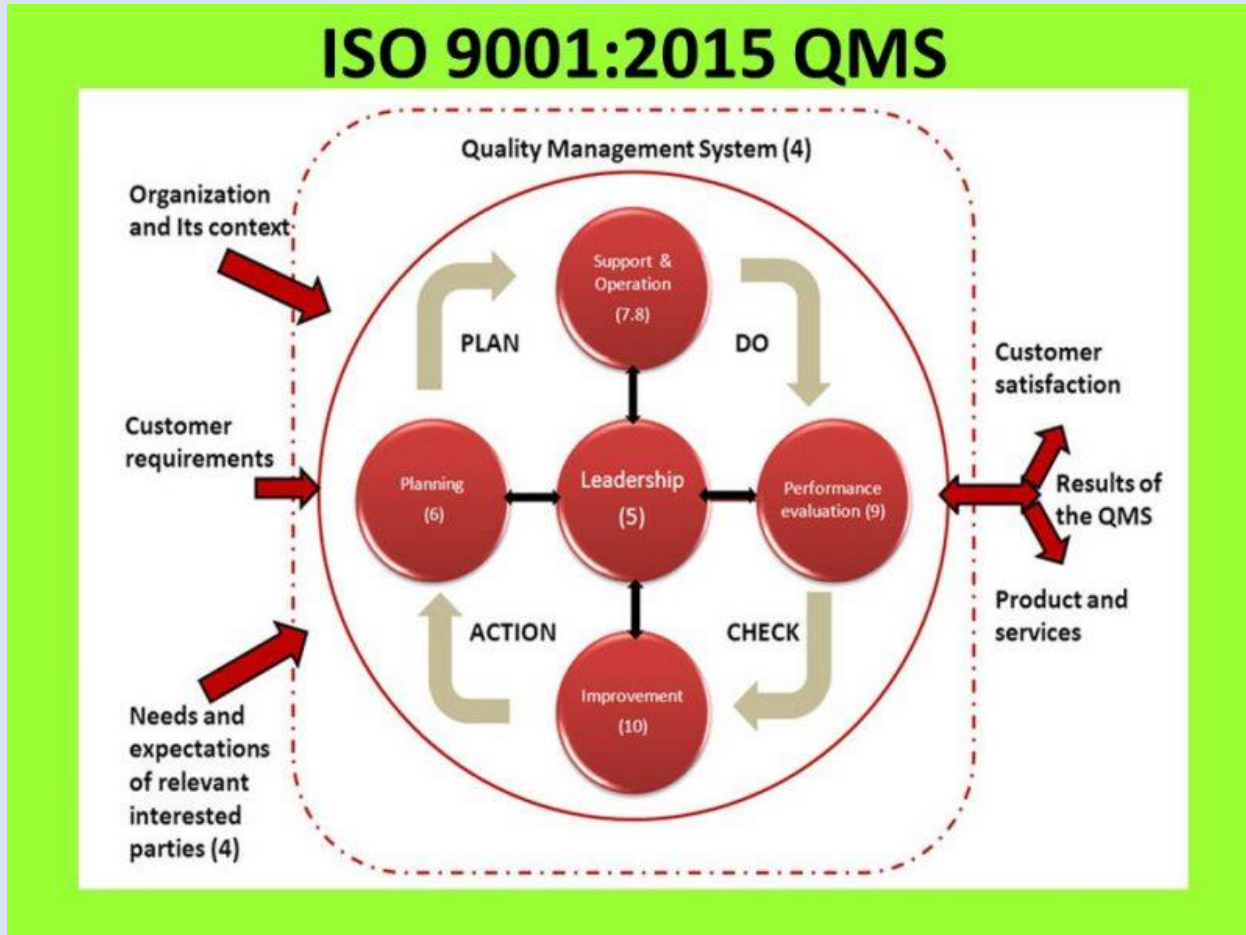 ISO 9001:2015 QMS
Quality Management System (4)
Organization
and Its context
Support &
Operation
(7.8)
PLAN
DO
Customer
satisfaction
Customer
requirements
Planning
(6)
Leadership
(5)
Performance
evaluation (9)
Results of
the QMS
ACTION
CHECK
Product and
services
Improvement
(10)
Needs and
expectations
of relevant
interested
parties (4)